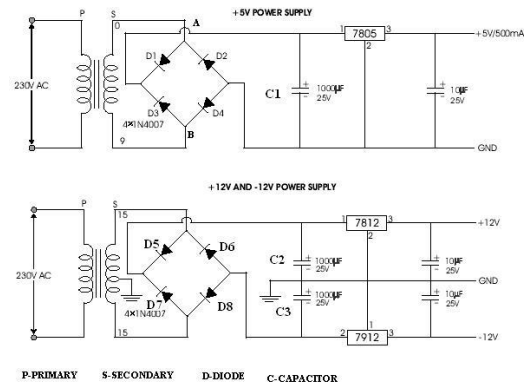 +5V POWER SUPPLY
P S
0 A
1 7805 3 +5V/500mA
2
D1 D2
230V AC
C1 1000µF
25V
10µF
25V
D3 D4
4×1N4007
B
9
GND
+12V AND -12V POWER SUPPLY
P S
15
1 7812 3 +12V
2
D5 D6
C2 1000µF
25V
10µF
25V
230V AC
GND
D7 D8
C3 1000µF
25V
10µF
25V
4×1N4007
15
1
2 7912 3 -12V
P-PRIMARY S-SECONDARY D-DIODE C-CAPACITOR